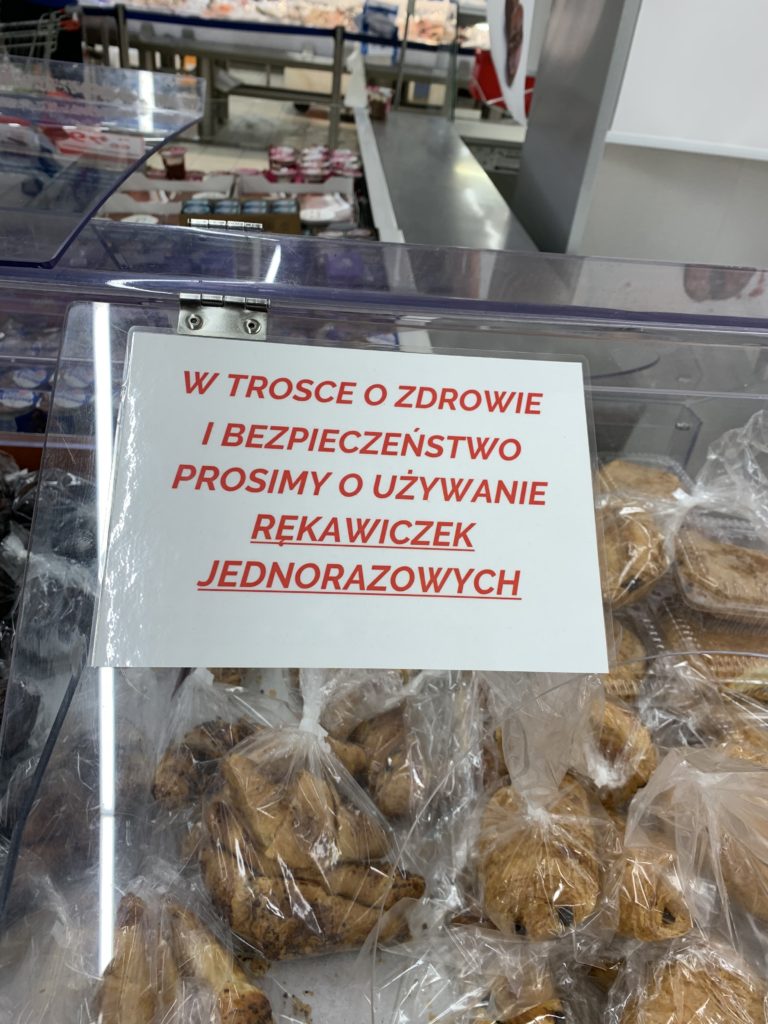 W TROSCE O ZDROWIE
I BEZPIECZEŃSTWO
PROSIMY O UŻYWANIE
RĘKAWICZEK
JEDNORAZOWYCH